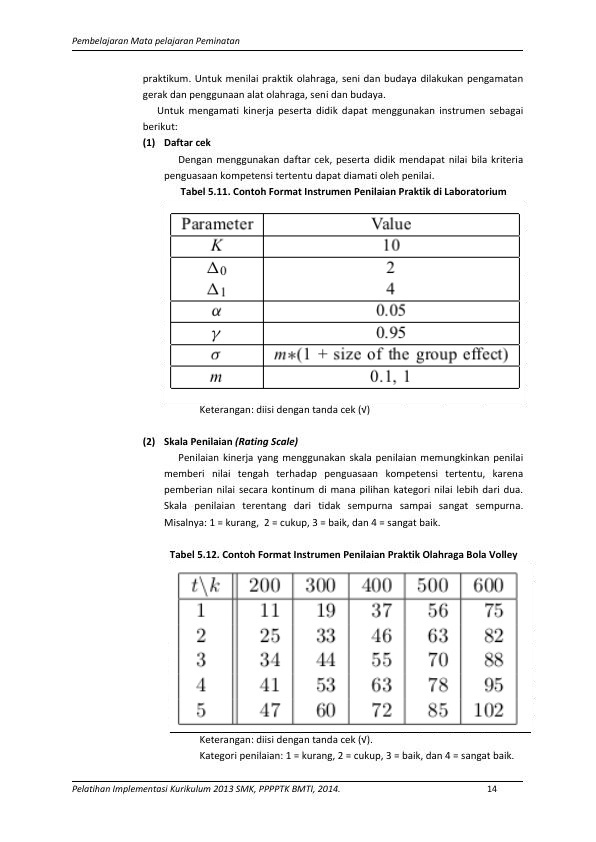 Pembelajaran Mata pelajaran Peminatan
praktikum. Untuk menilai praktik olahraga, seni dan budaya dilakukan pengamatan
gerak dan penggunaan alat olahraga, seni dan budaya.
Untuk mengamati kinerja peserta didik dapat menggunakan instrumen sebagai
berikut:
(1) Daftar cek
Dengan menggunakan daftar cek, peserta didik mendapat nilai bila kriteria
penguasaan kompetensi tertentu dapat diamati oleh penilai.
Tabel 5.11. Contoh Format Instrumen Penilaian Praktik di Laboratorium
Parameter Value
K 10
Δ0 2
Δ1 4
α 0.05
γ 0.95
σ m*(1 + size of the group effect)
m 0.1, 1
Keterangan: diisi dengan tanda cek (√)
(2) Skala Penilaian (Rating Scale)
Penilaian kinerja yang menggunakan skala penilaian memungkinkan penilai
memberi nilai tengah terhadap penguasaan kompetensi tertentu, karena
pemberian nilai secara kontinum di mana pilihan kategori nilai lebih dari dua.
Skala penilaian terentang dari tidak sempurna sampai sangat sempurna.
Misalnya: 1 = kurang, 2 = cukup, 3 = baik, dan 4 = sangat baik.
Tabel 5.12. Contoh Format Instrumen Penilaian Praktik Olahraga Bola Volley
t\k 200 300 400 500 600
1 11 19 37 56 75
2 25 33 46 63 82
3 34 44 55 70 88
4 41 53 63 78 95
5 47 60 72 85 102
Keterangan: diisi dengan tanda cek (√).
Kategori penilaian: 1 = kurang, 2 = cukup, 3 = baik, dan 4 = sangat baik.
Pelatihan Implementasi Kurikulum 2013 SMK, PPPPTK BMTI, 2014. 14